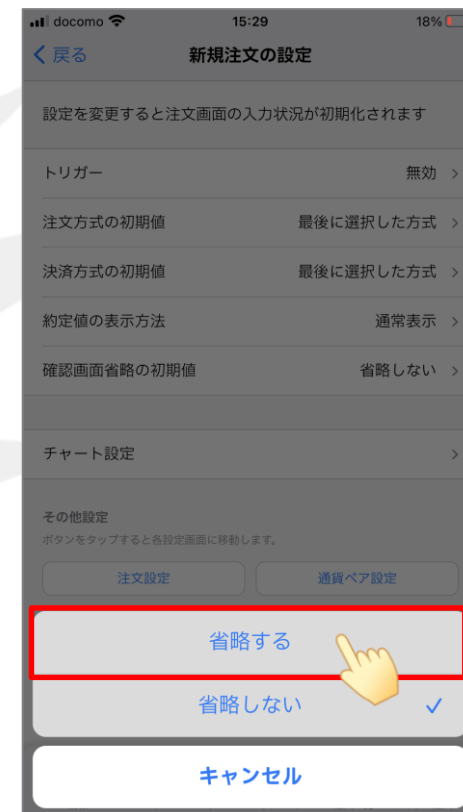 docomo 15:29 18%
戻る 新規注文の設定
設定を変更すると注文画面の入力状況が初期化されます
トリガー 無効
注文方式の初期値 最後に選択した方式
決済方式の初期値 最後に選択した方式
約定値の表示方法 通常表示
確認画面省略の初期値 省略しない
チャート設定
その他設定
ボタンをタップすると各設定画面に移動します。
注文設定 通貨ペア設定
省略する
省略しない
キャンセル